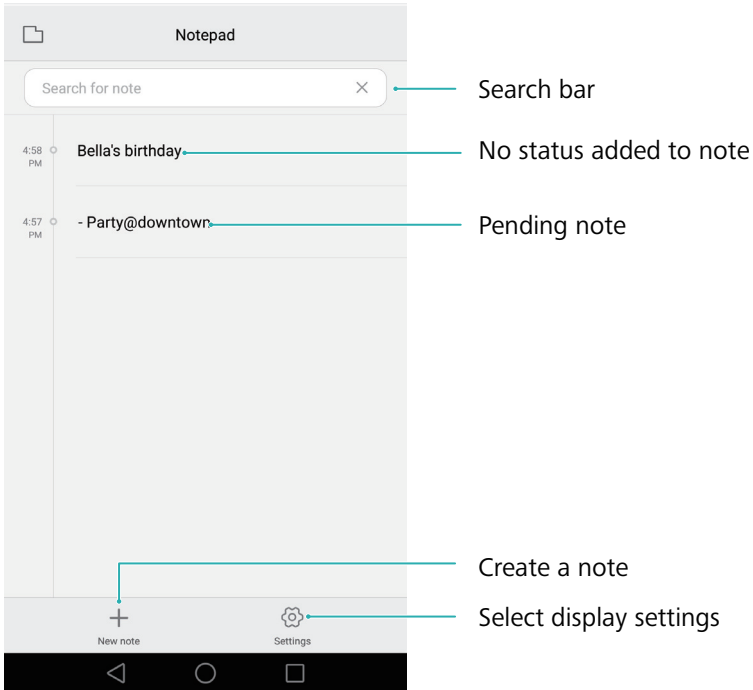 Notepad
Search for note
Search bar
4:58
PM
Bella's birthday
No status added to note
4:57
PM
- Party@downtown
Pending note
Create a note
Select display settings
New note
Settings